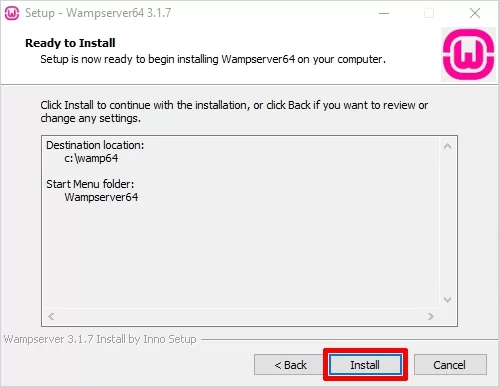 Setup - Wampserver64 3.1.7
Ready to Install
Setup is now ready to begin installing Wampserver64 on your computer.
Click Install to continue with the installation, or click Back if you want to review or
change any settings.
Destination location:
c:\wamp64
Start Menu folder:
Wampserver64
Wampserver 3.1.7 Install by Inno Setup
< Back
Install
Cancel